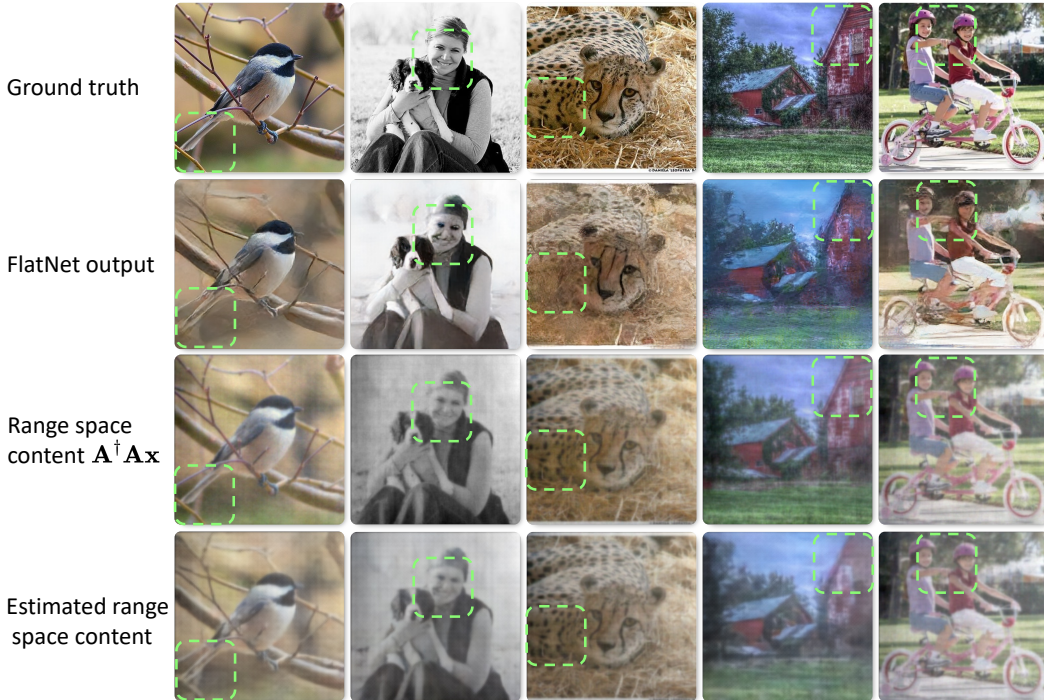 Ground truth
FlatNet output
Range space
content A†Ax
Estimated range
space content